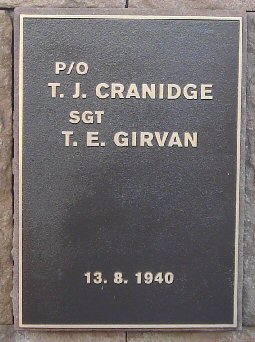 P/O
T. J. CRANIDGE
SGT
T. E. GIRVAN
13. 8. 1940